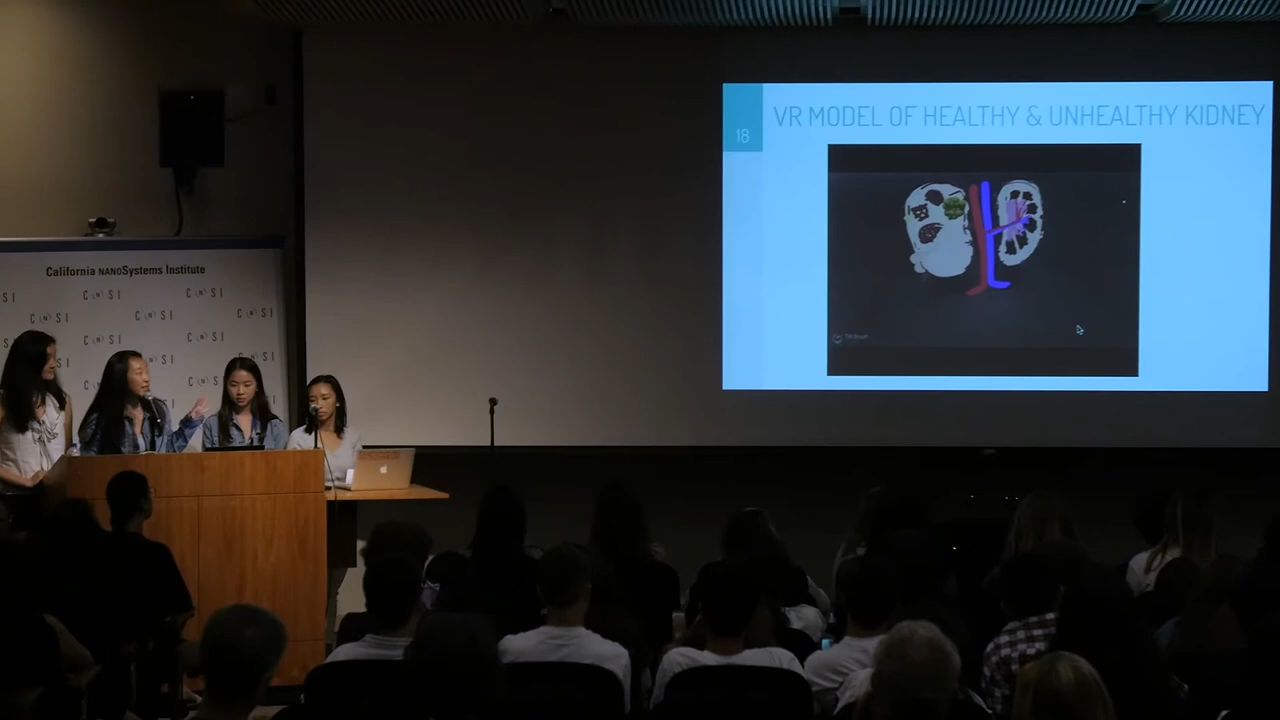 VR MODEL OF HEALTHY & UNHEALTHY KIDNEY
18
California NANOSystems Institute
S I
C (N) S I
C (N) S I
C (N) S I
C (N) S I
C (N) S I
C (N) S I
C (N) S I